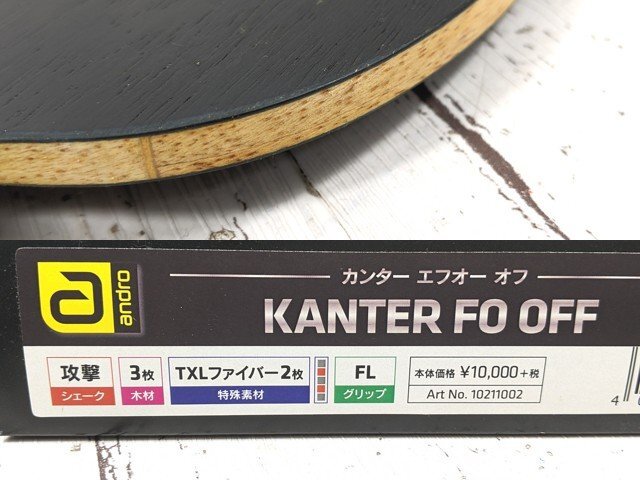 andro
カンター エフオー オフ
KANTER FO OFF
攻撃 3枚 TXLファイバー2枚 FL 本体価格 ¥10,000+税
シェーク 木材 特殊素材 グリップ Art No. 10211002
4